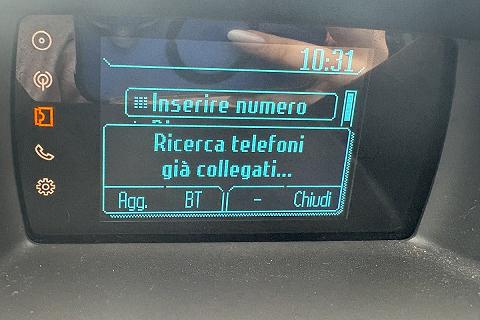 10:31
Inserire numero
Ricerca telefoni
già collegati...
Agg. BT - Chiudi